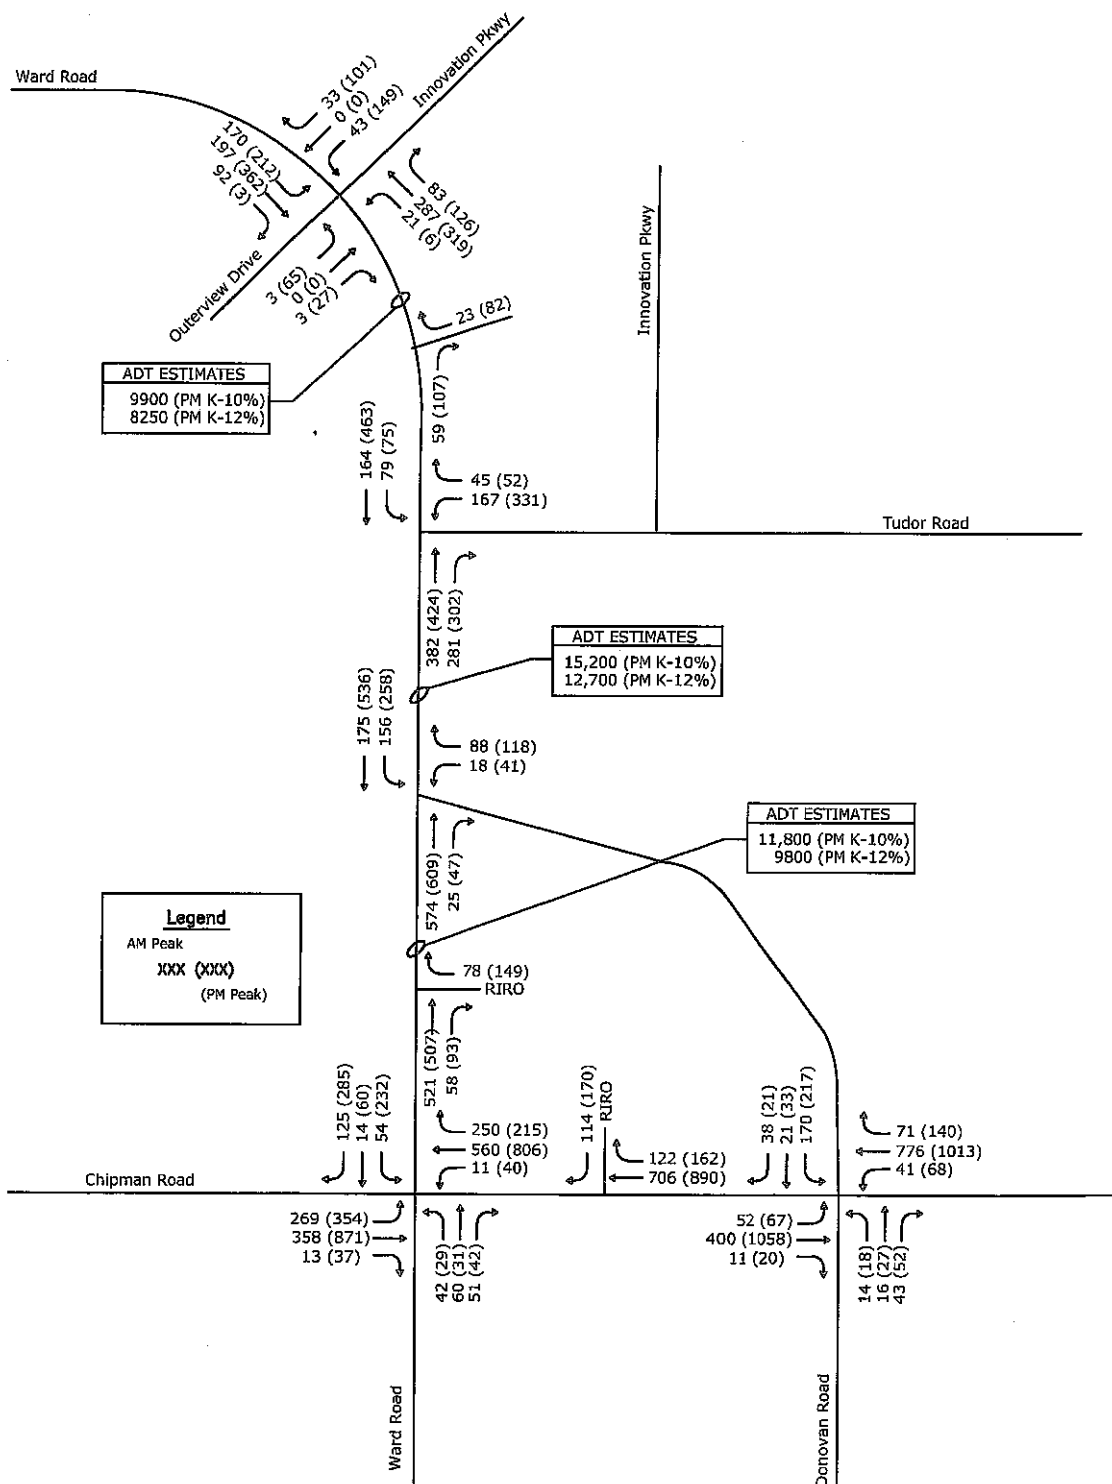 Ward Road
33 (101)
0 (0)
43 (149)
Innovation Pkwy
170 (212)
197 (362)
92 (3)
83 (126)
287 (319)
21 (6)
Outerview Drive
3 (65)
0 (0)
3 (27)
Innovation Pkwy
23 (82)
59 (107)
ADT ESTIMATES
9900 (PM K-10%)
8250 (PM K-12%)
164 (463)
79 (75)
45 (52)
167 (331)
Tudor Road
382 (424)
281 (302)
ADT ESTIMATES
15,200 (PM K-10%)
12,700 (PM K-12%)
175 (536)
156 (258)
88 (118)
18 (41)
ADT ESTIMATES
11,800 (PM K-10%)
9800 (PM K-12%)
574 (609)
25 (47)
Legend
AM Peak
XXX (XXX)
(PM Peak)
78 (149)
RIRO
521 (507)
58 (93)
125 (285)
14 (60)
54 (232)
250 (215)
560 (806)
11 (40)
114 (170)
RIRO
122 (162)
706 (890)
38 (21)
21 (33)
170 (217)
71 (140)
776 (1013)
41 (68)
Chipman Road
269 (354)
358 (871)
13 (37)
42 (29)
60 (31)
51 (42)
52 (67)
400 (1058)
11 (20)
14 (18)
16 (27)
43 (52)
Ward Road
Donovan Road